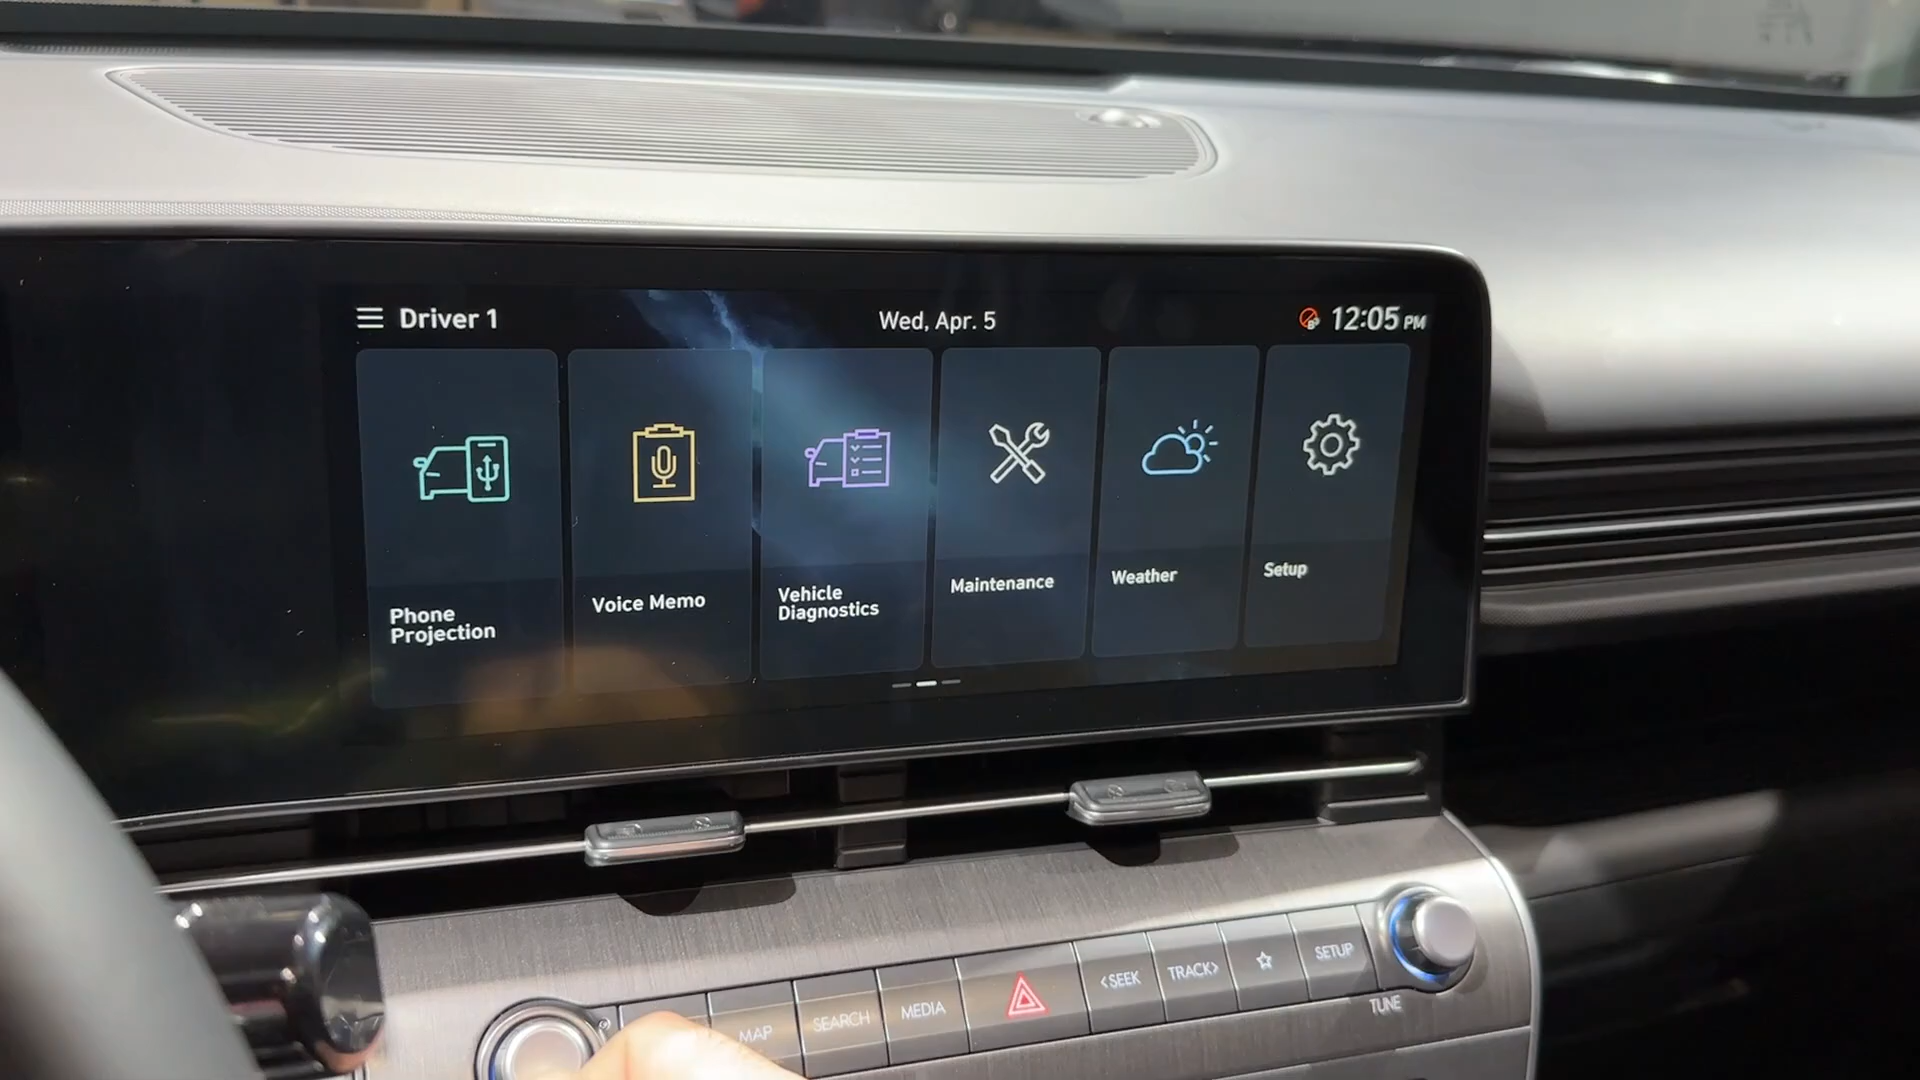 Driver 1
Wed, Apr. 5
12:05 PM
Phone
Projection
Voice Memo
Vehicle
Diagnostics
Maintenance
Weather
Setup
MAP
SEARCH
MEDIA
<SEEK
TRACK>
SETUP
TUNE